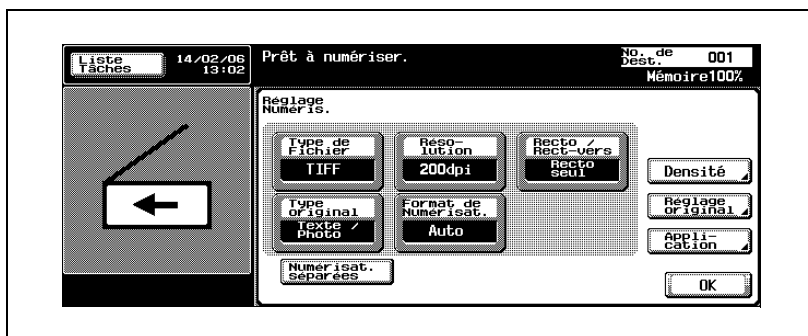 Liste
Tâches
14/02/06
13:02
Prêt à numériser.
No. de
Dest.
001
Mémoire100%
Réglage
Numéris.
Type de
Fichier
TIFF
Réso-
lution
200dpi
Recto /
Rect-vers
Recto
seul
Densité
Type
original
Texte /
Photo
Format de
Numérisat.
Auto
Réglage
original
Appli-
cation
Numérisat.
séparées
OK